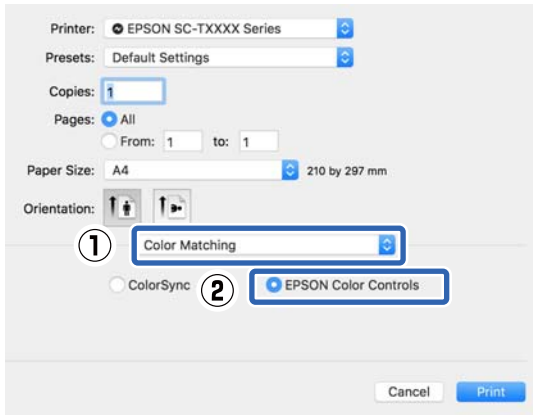 Printer: EPSON SC-TXXXX Series
Presets: Default Settings
Copies: 1
Pages: All
From: 1 to: 1
Paper Size: A4 210 by 297 mm
Orientation:
1 Color Matching
ColorSync 2 EPSON Color Controls
Cancel Print